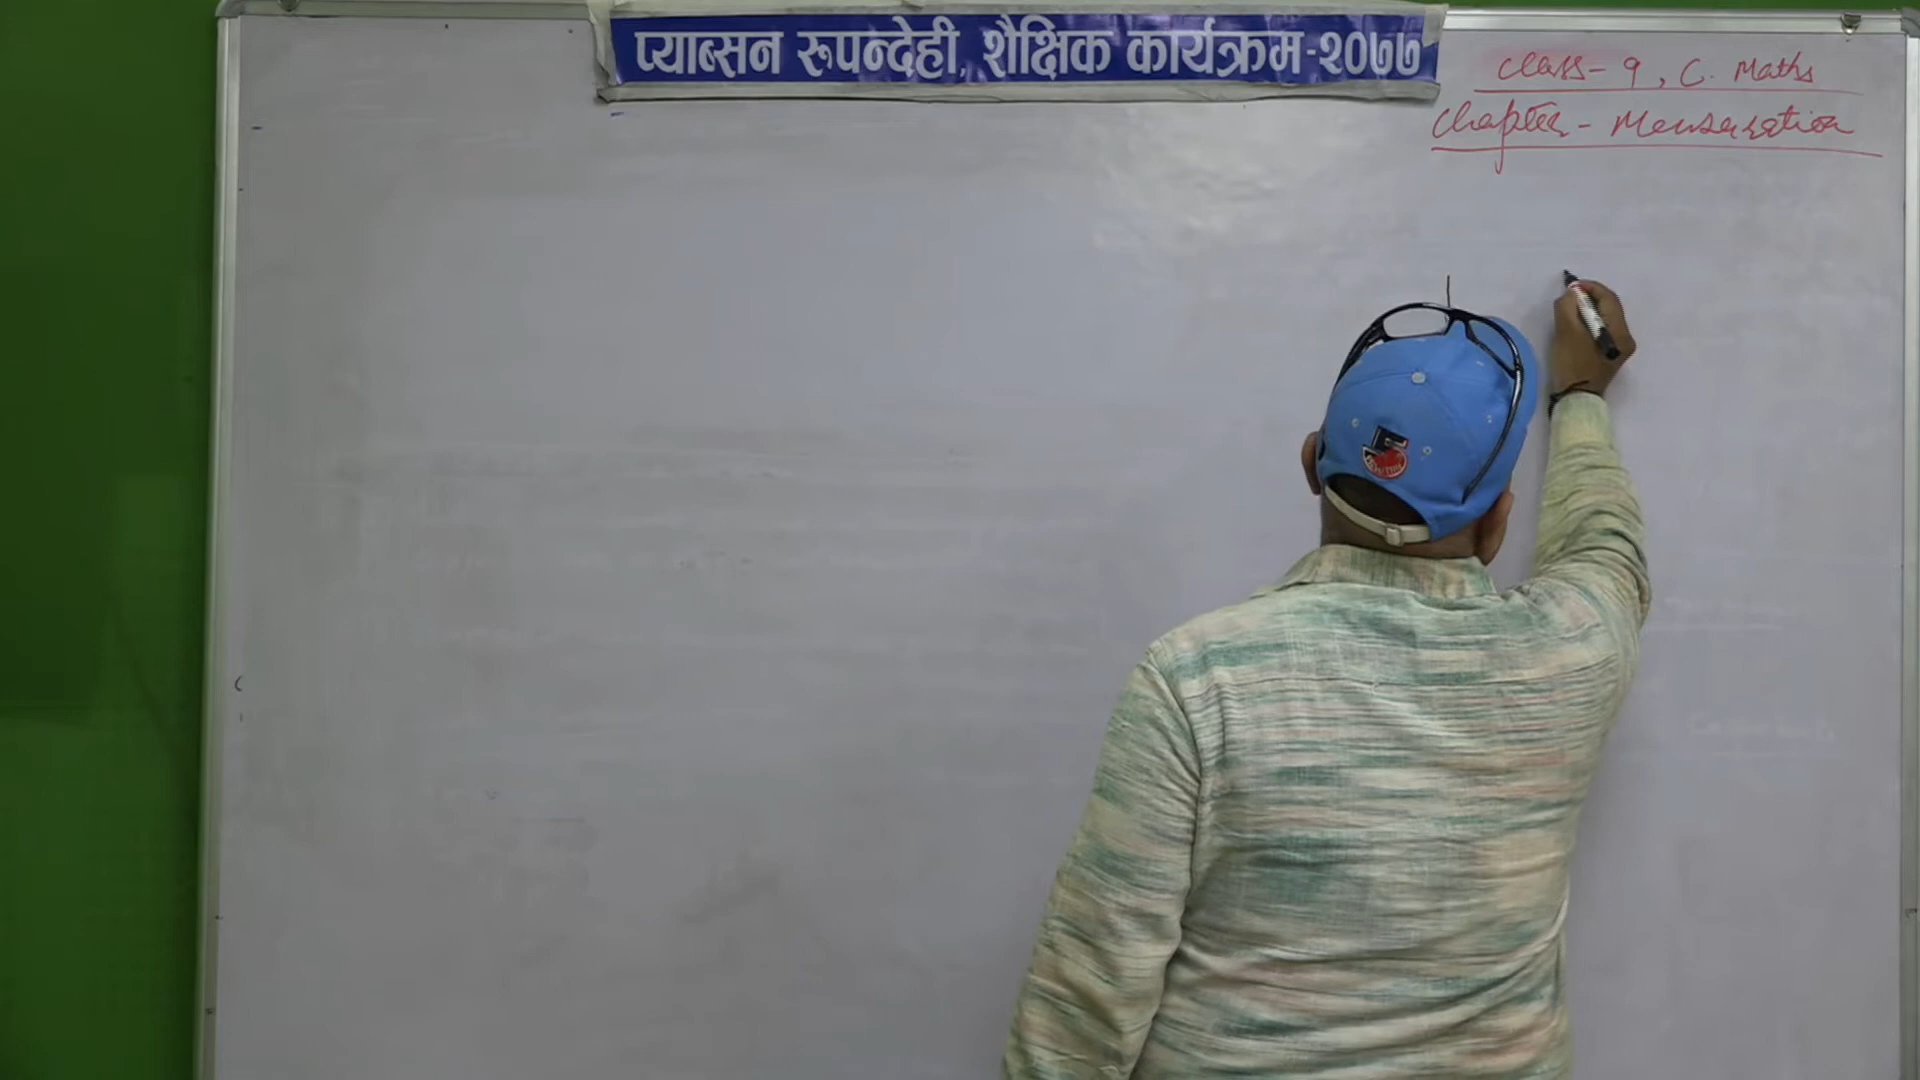 प्याब्सन रुपन्देही, शैक्षिक कार्यक्रम-२०७७
Class - 9, C. Maths
Chapter - Mensuration